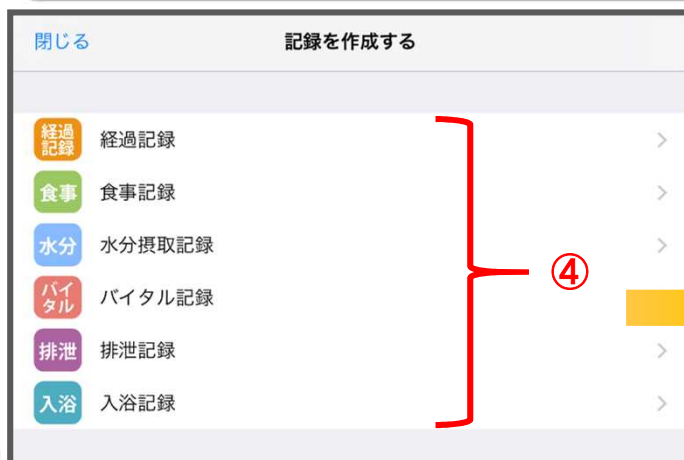 閉じる 記録を作成する
経過記録 経過記録
食事 食事記録
水分 水分摂取記録
バイタル バイタル記録
排泄 排泄記録
入浴 入浴記録
④